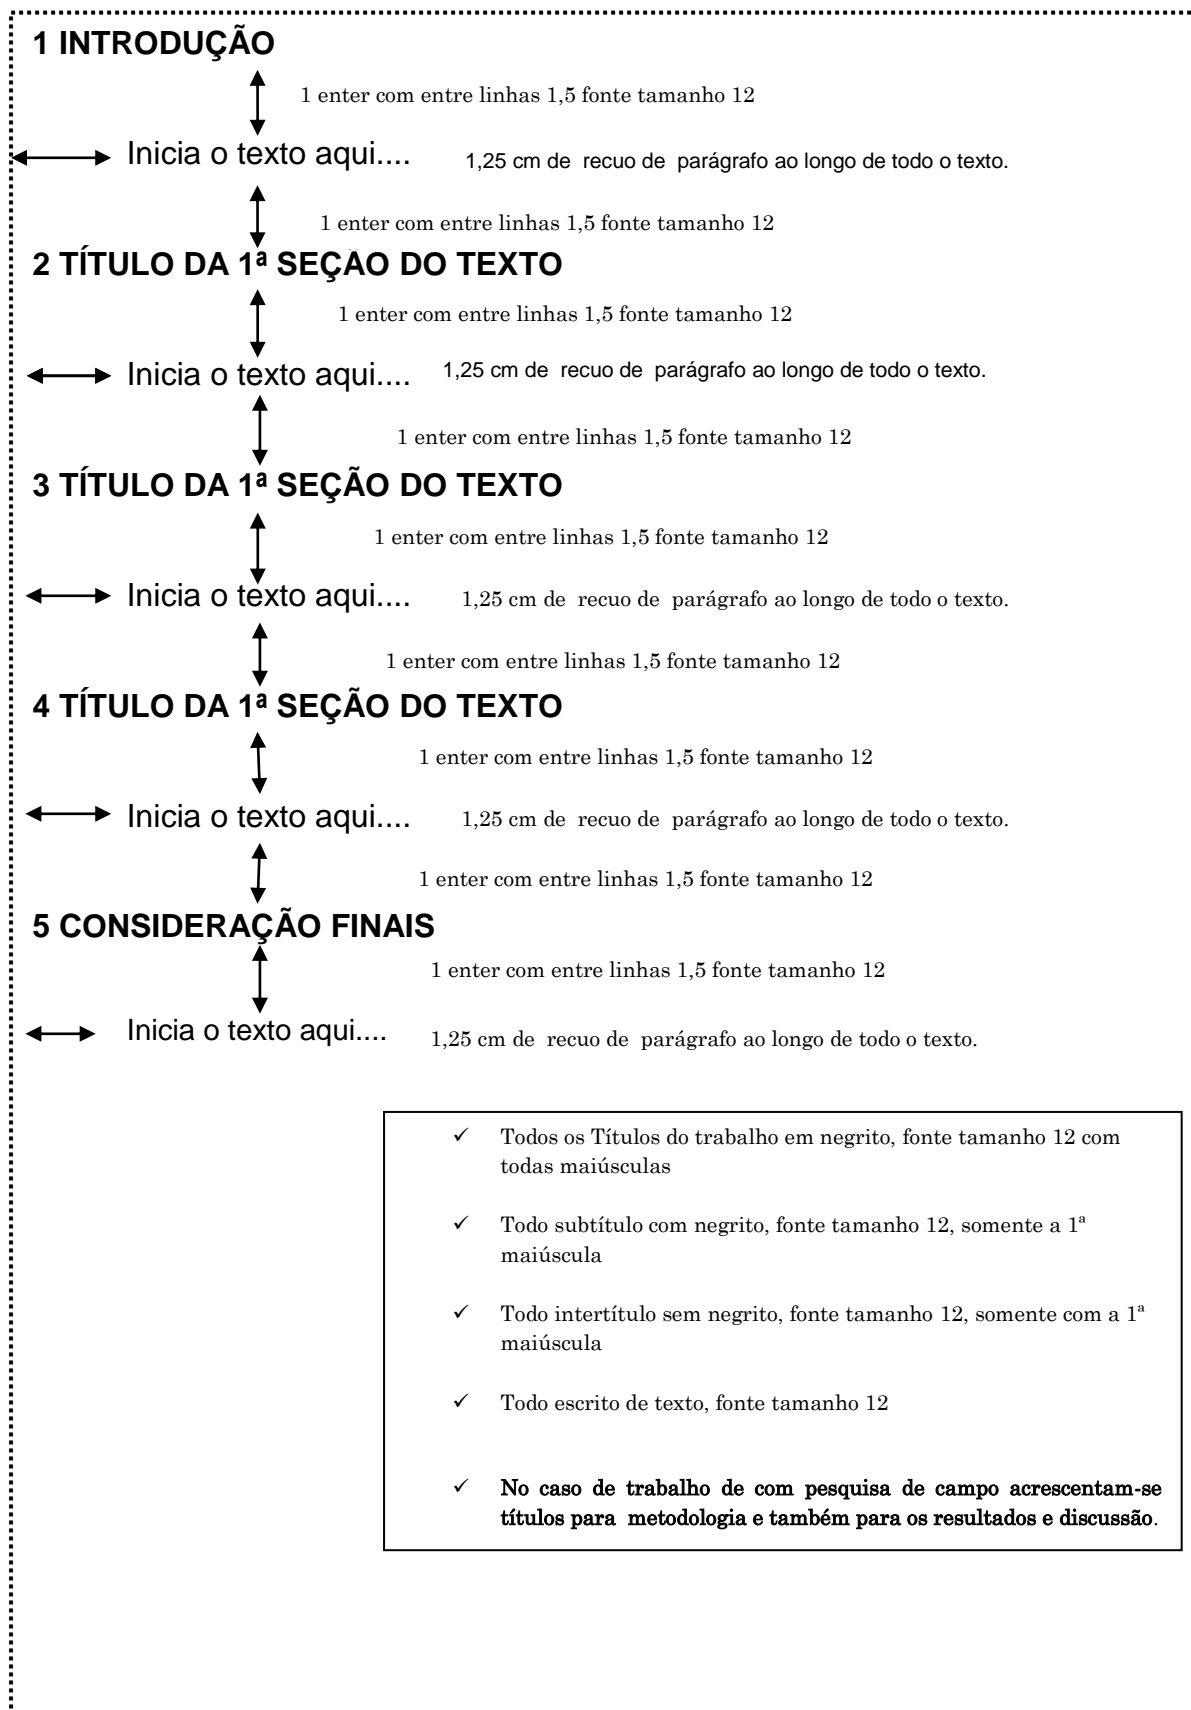 1 INTRODUÇÃO
1 enter com entre linhas 1,5 fonte tamanho 12
Inicia o texto aqui.... 1,25 cm de recuo de parágrafo ao longo de todo o texto.
1 enter com entre linhas 1,5 fonte tamanho 12
2 TÍTULO DA 1ª SEÇÃO DO TEXTO
1 enter com entre linhas 1,5 fonte tamanho 12
Inicia o texto aqui.... 1,25 cm de recuo de parágrafo ao longo de todo o texto.
1 enter com entre linhas 1,5 fonte tamanho 12
3 TÍTULO DA 1ª SEÇÃO DO TEXTO
1 enter com entre linhas 1,5 fonte tamanho 12
Inicia o texto aqui.... 1,25 cm de recuo de parágrafo ao longo de todo o texto.
1 enter com entre linhas 1,5 fonte tamanho 12
4 TÍTULO DA 1ª SEÇÃO DO TEXTO
1 enter com entre linhas 1,5 fonte tamanho 12
Inicia o texto aqui.... 1,25 cm de recuo de parágrafo ao longo de todo o texto.
1 enter com entre linhas 1,5 fonte tamanho 12
5 CONSIDERAÇÃO FINAIS
1 enter com entre linhas 1,5 fonte tamanho 12
Inicia o texto aqui.... 1,25 cm de recuo de parágrafo ao longo de todo o texto.
✓ Todos os Títulos do trabalho em negrito, fonte tamanho 12 com
todas maiúsculas
✓ Todo subtítulo com negrito, fonte tamanho 12, somente a 1ª
maiúscula
✓ Todo intertítulo sem negrito, fonte tamanho 12, somente com a 1ª
maiúscula
✓ Todo escrito de texto, fonte tamanho 12
✓ No caso de trabalho de com pesquisa de campo acrescentam-se
títulos para metodologia e também para os resultados e discussão.